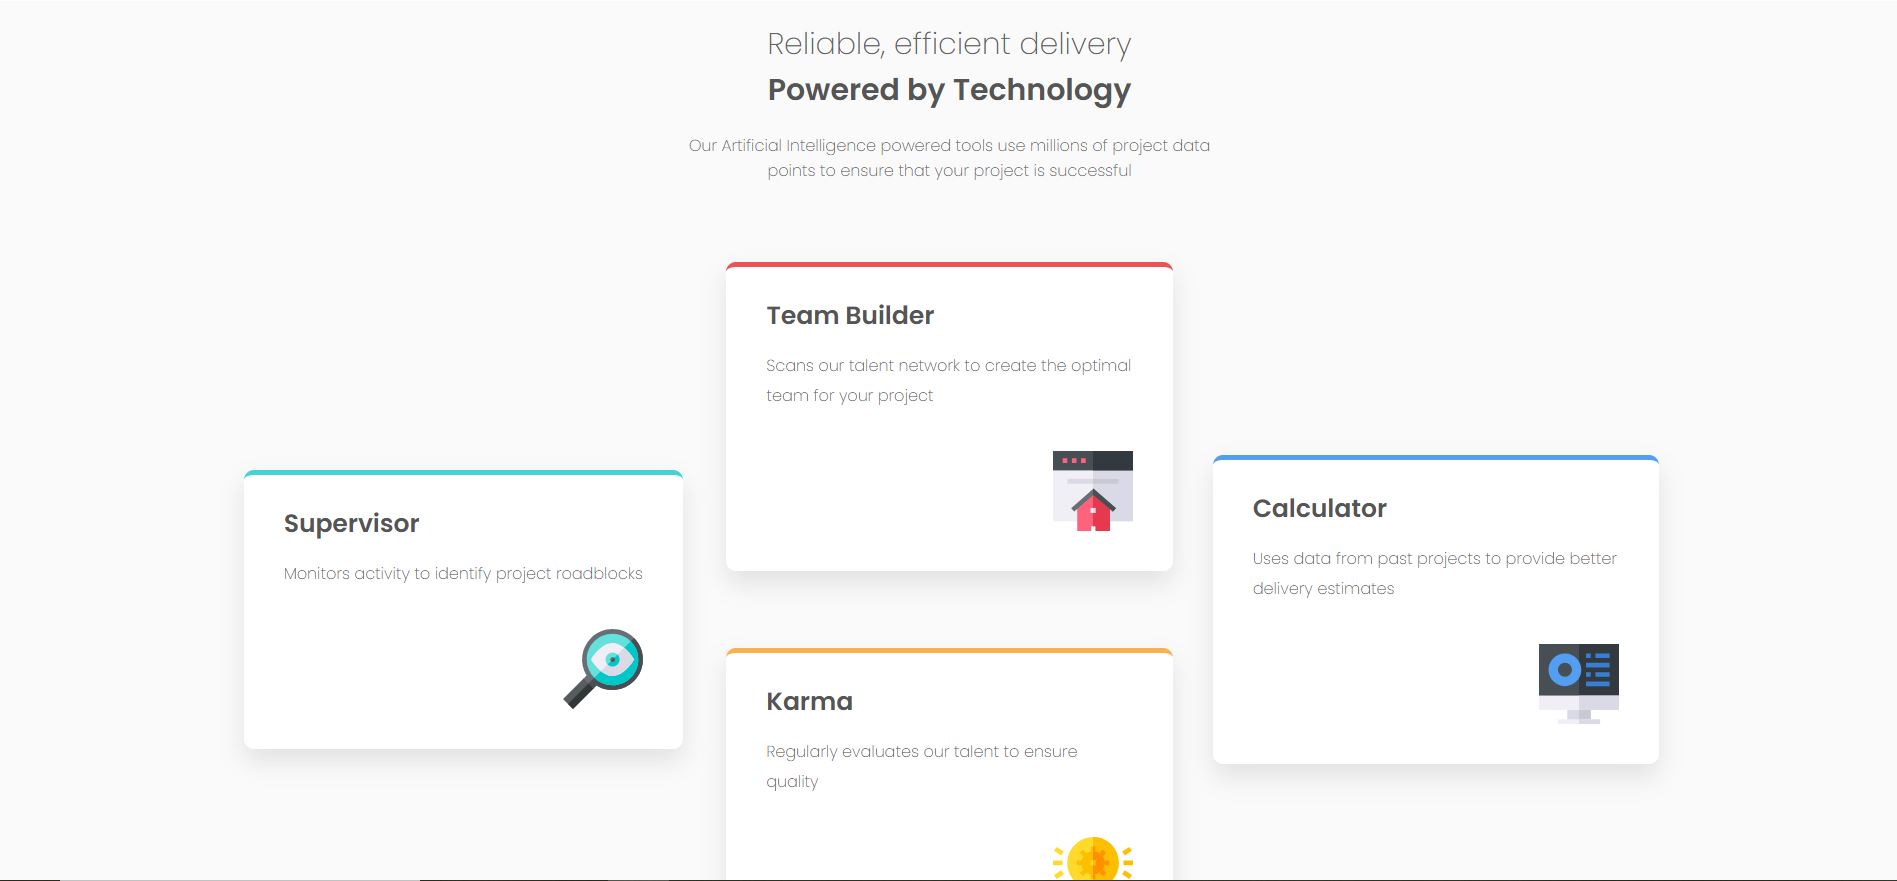 Reliable, efficient delivery
Powered by Technology
Our Artificial Intelligence powered tools use millions of project data
points to ensure that your project is successful
Team Builder
Scans our talent network to create the optimal
team for your project
Supervisor
Monitors activity to identify project roadblocks
Calculator
Uses data from past projects to provide better
delivery estimates
Karma
Regularly evaluates our talent to ensure
quality